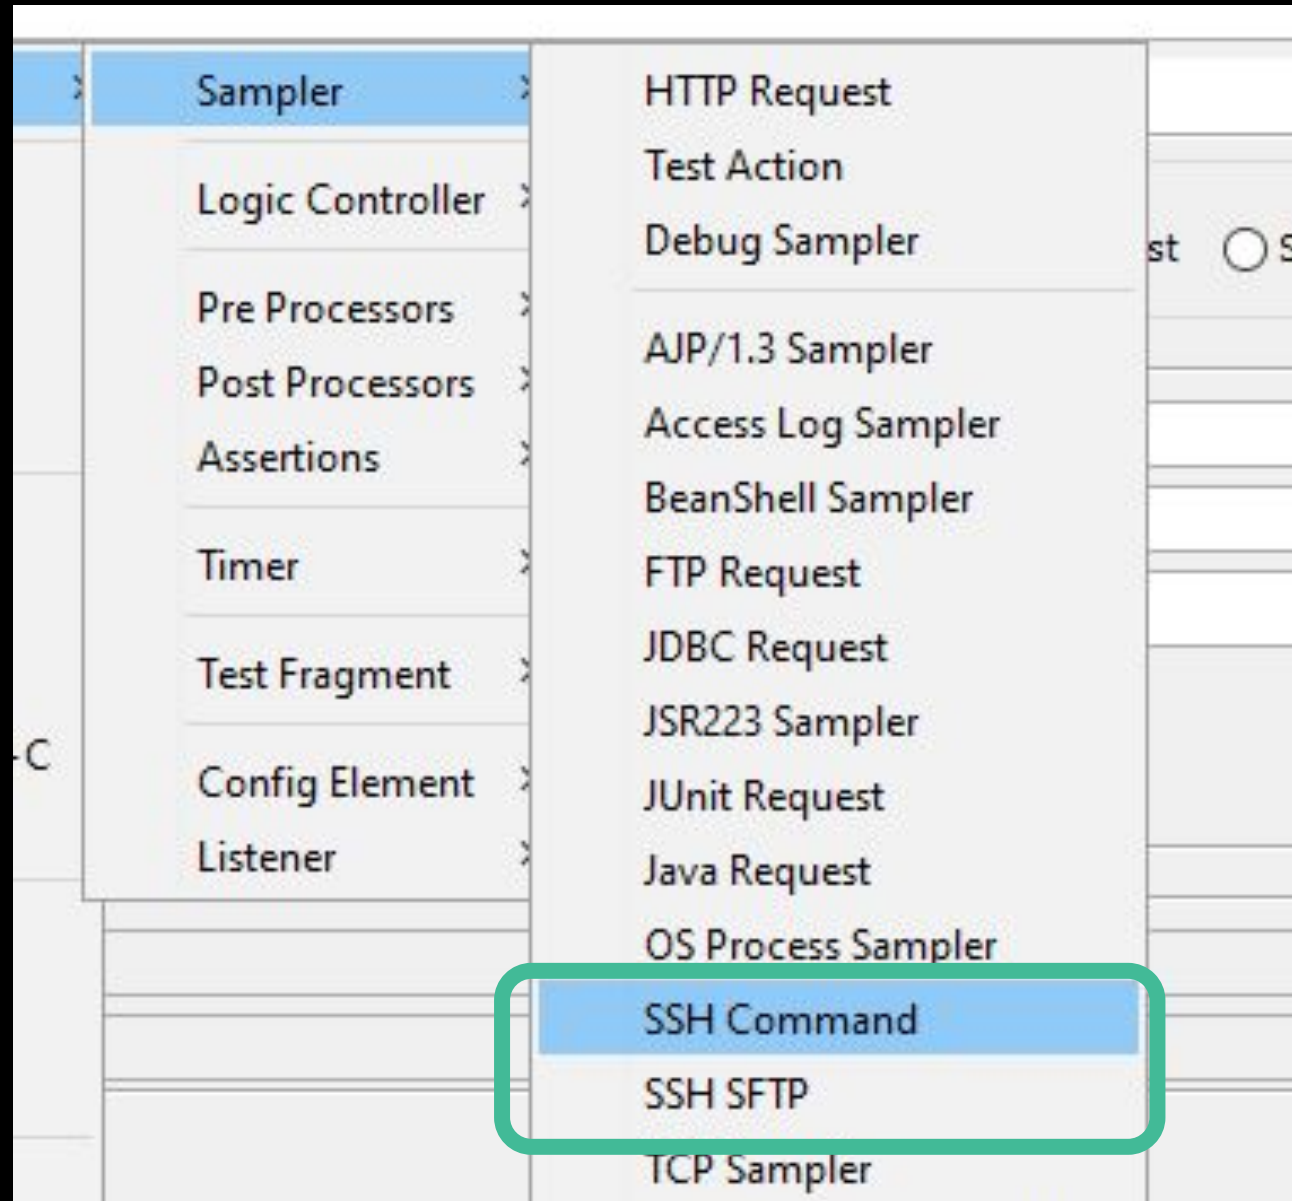 Sampler
Logic Controller
Pre Processors
Post Processors
Assertions
Timer
Test Fragment
Config Element
Listener
HTTP Request
Test Action
Debug Sampler
AJP/1.3 Sampler
Access Log Sampler
BeanShell Sampler
FTP Request
JDBC Request
JSR223 Sampler
JUnit Request
Java Request
OS Process Sampler
SSH Command
SSH SFTP
TCP Sampler
-C
st